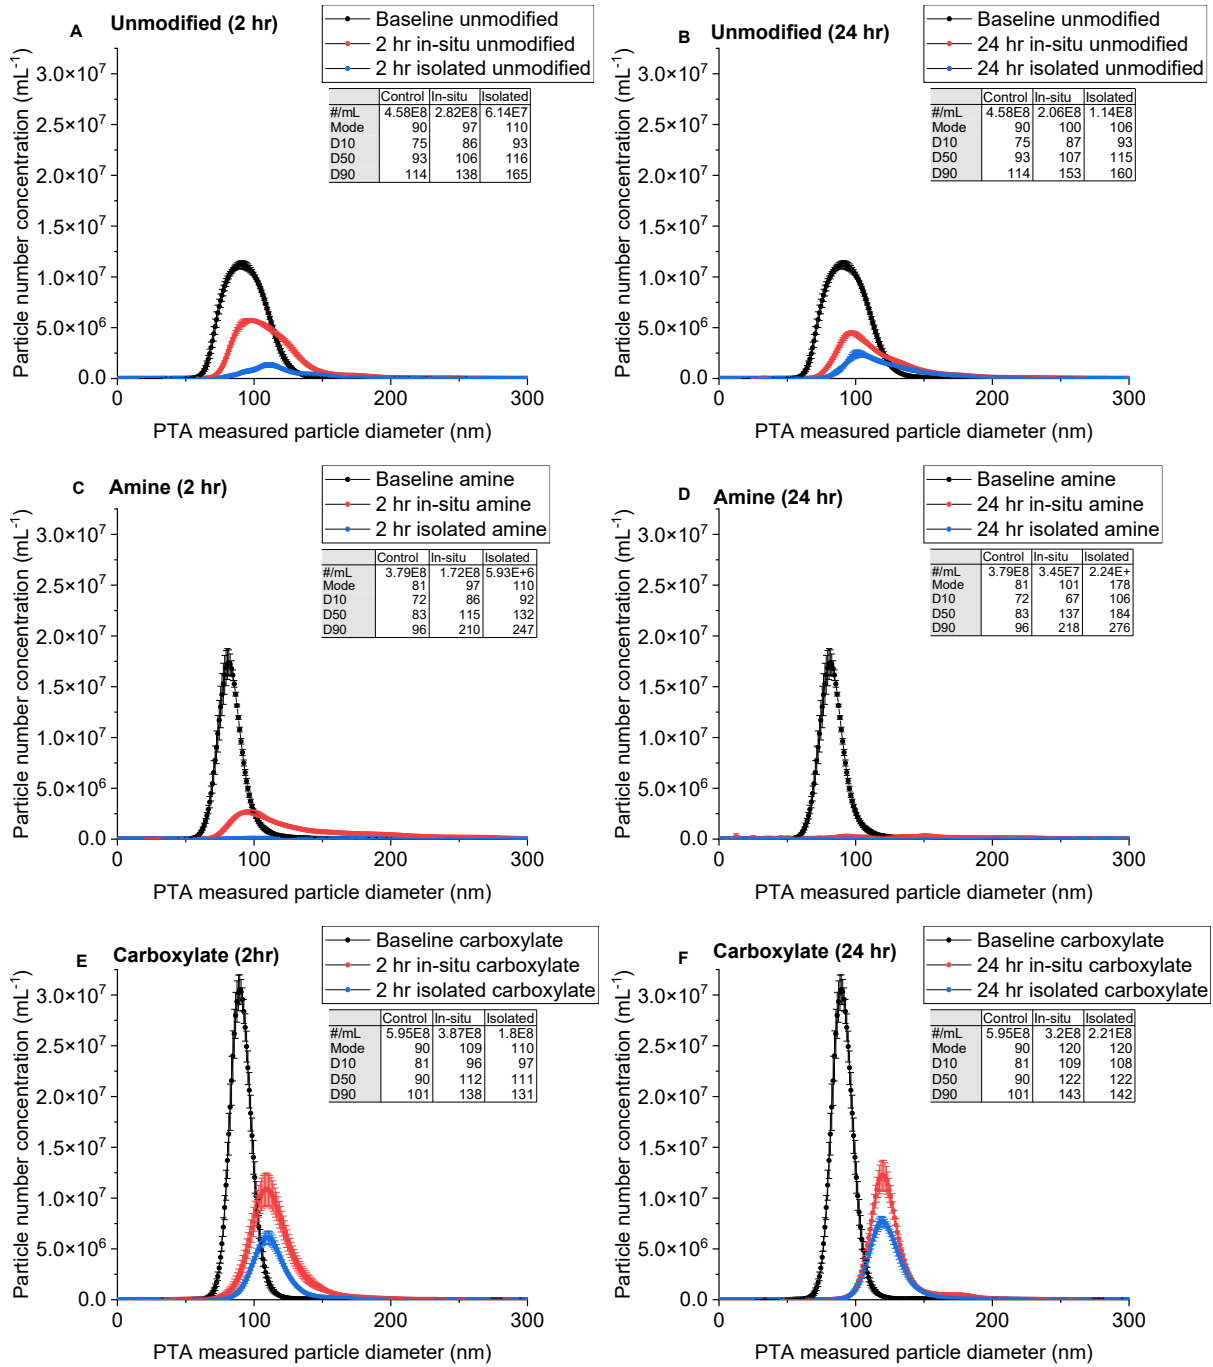 A Unmodified (2 hr)
Baseline unmodified
2 hr in-situ unmodified
2 hr isolated unmodified
Control In-situ Isolated
#/mL 4.58E8 2.82E8 6.14E7
Mode 90 97 110
D10 75 86 93
D50 93 106 116
D90 114 138 165
Particle number concentration (mL⁻¹)
3.0×10⁷
2.5×10⁷
2.0×10⁷
1.5×10⁷
1.0×10⁷
5.0×10⁶
0.0
0 100 200 300
PTA measured particle diameter (nm)
B Unmodified (24 hr)
Baseline unmodified
24 hr in-situ unmodified
24 hr isolated unmodified
Control In-situ Isolated
#/mL 4.58E8 2.06E8 1.14E8
Mode 90 100 106
D10 75 87 93
D50 93 107 115
D90 114 153 160
Particle number concentration (mL⁻¹)
3.0×10⁷
2.5×10⁷
2.0×10⁷
1.5×10⁷
1.0×10⁷
5.0×10⁶
0.0
0 100 200 300
PTA measured particle diameter (nm)
C Amine (2 hr)
Baseline amine
2 hr in-situ amine
2 hr isolated amine
Control In-situ Isolated
#/mL 3.79E8 1.72E8 5.93E+6
Mode 81 97 110
D10 72 86 92
D50 83 115 132
D90 96 210 247
Particle number concentration (mL⁻¹)
3.0×10⁷
2.5×10⁷
2.0×10⁷
1.5×10⁷
1.0×10⁷
5.0×10⁶
0.0
0 100 200 300
PTA measured particle diameter (nm)
D Amine (24 hr)
Baseline amine
24 hr in-situ amine
24 hr isolated amine
Control In-situ Isolated
#/mL 3.79E8 3.45E7 2.24E+
Mode 81 101 178
D10 72 67 106
D50 83 137 184
D90 96 218 276
Particle number concentration (mL⁻¹)
3.0×10⁷
2.5×10⁷
2.0×10⁷
1.5×10⁷
1.0×10⁷
5.0×10⁶
0.0
0 100 200 300
PTA measured particle diameter (nm)
E Carboxylate (2hr)
Baseline carboxylate
2 hr in-situ carboxylate
2 hr isolated carboxylate
Control In-situ Isolated
#/mL 5.95E8 3.87E8 1.8E8
Mode 90 109 110
D10 81 96 97
D50 90 112 111
D90 101 138 131
Particle number concentration (mL⁻¹)
3.0×10⁷
2.5×10⁷
2.0×10⁷
1.5×10⁷
1.0×10⁷
5.0×10⁶
0.0
0 100 200 300
PTA measured particle diameter (nm)
F Carboxylate (24 hr)
Baseline carboxylate
24 hr in-situ carboxylate
24 hr isolated carboxylate
Control In-situ Isolated
#/mL 5.95E8 3.2E8 2.21E8
Mode 90 120 120
D10 81 109 108
D50 90 122 122
D90 101 143 142
Particle number concentration (mL⁻¹)
3.0×10⁷
2.5×10⁷
2.0×10⁷
1.5×10⁷
1.0×10⁷
5.0×10⁶
0.0
0 100 200 300
PTA measured particle diameter (nm)